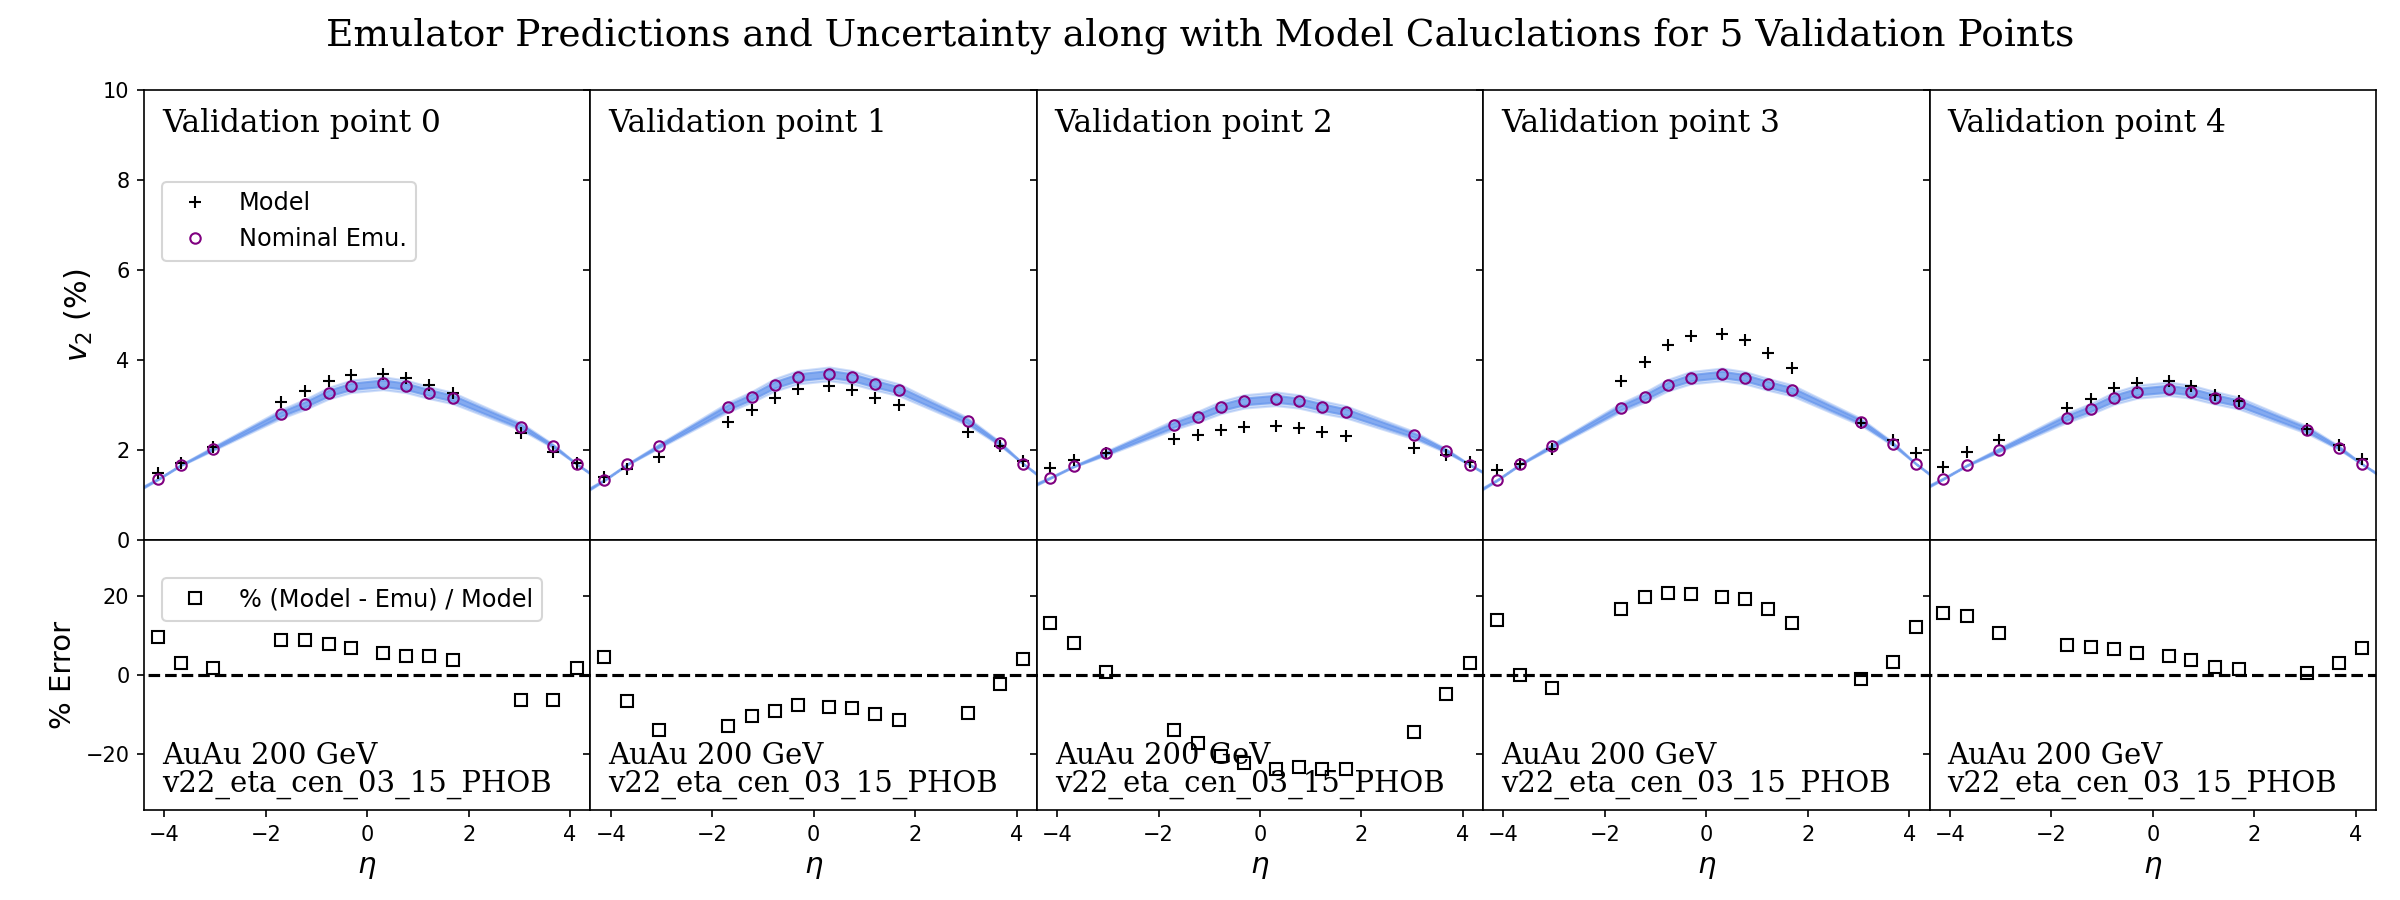 Emulator Predictions and Uncertainty along with Model Caluclations for 5 Validation Points
Validation point 0
Validation point 1
Validation point 2
Validation point 3
Validation point 4
Model
Nominal Emu.
v2 (%)
10
8
6
4
2
0
% (Model - Emu) / Model
% Error
20
0
−20
AuAu 200 GeV
v22_eta_cen_03_15_PHOB
AuAu 200 GeV
v22_eta_cen_03_15_PHOB
AuAu 200 GeV
v22_eta_cen_03_15_PHOB
AuAu 200 GeV
v22_eta_cen_03_15_PHOB
AuAu 200 GeV
v22_eta_cen_03_15_PHOB
−4 −2 0 2 4
−4 −2 0 2 4
−4 −2 0 2 4
−4 −2 0 2 4
−4 −2 0 2 4
η
η
η
η
η